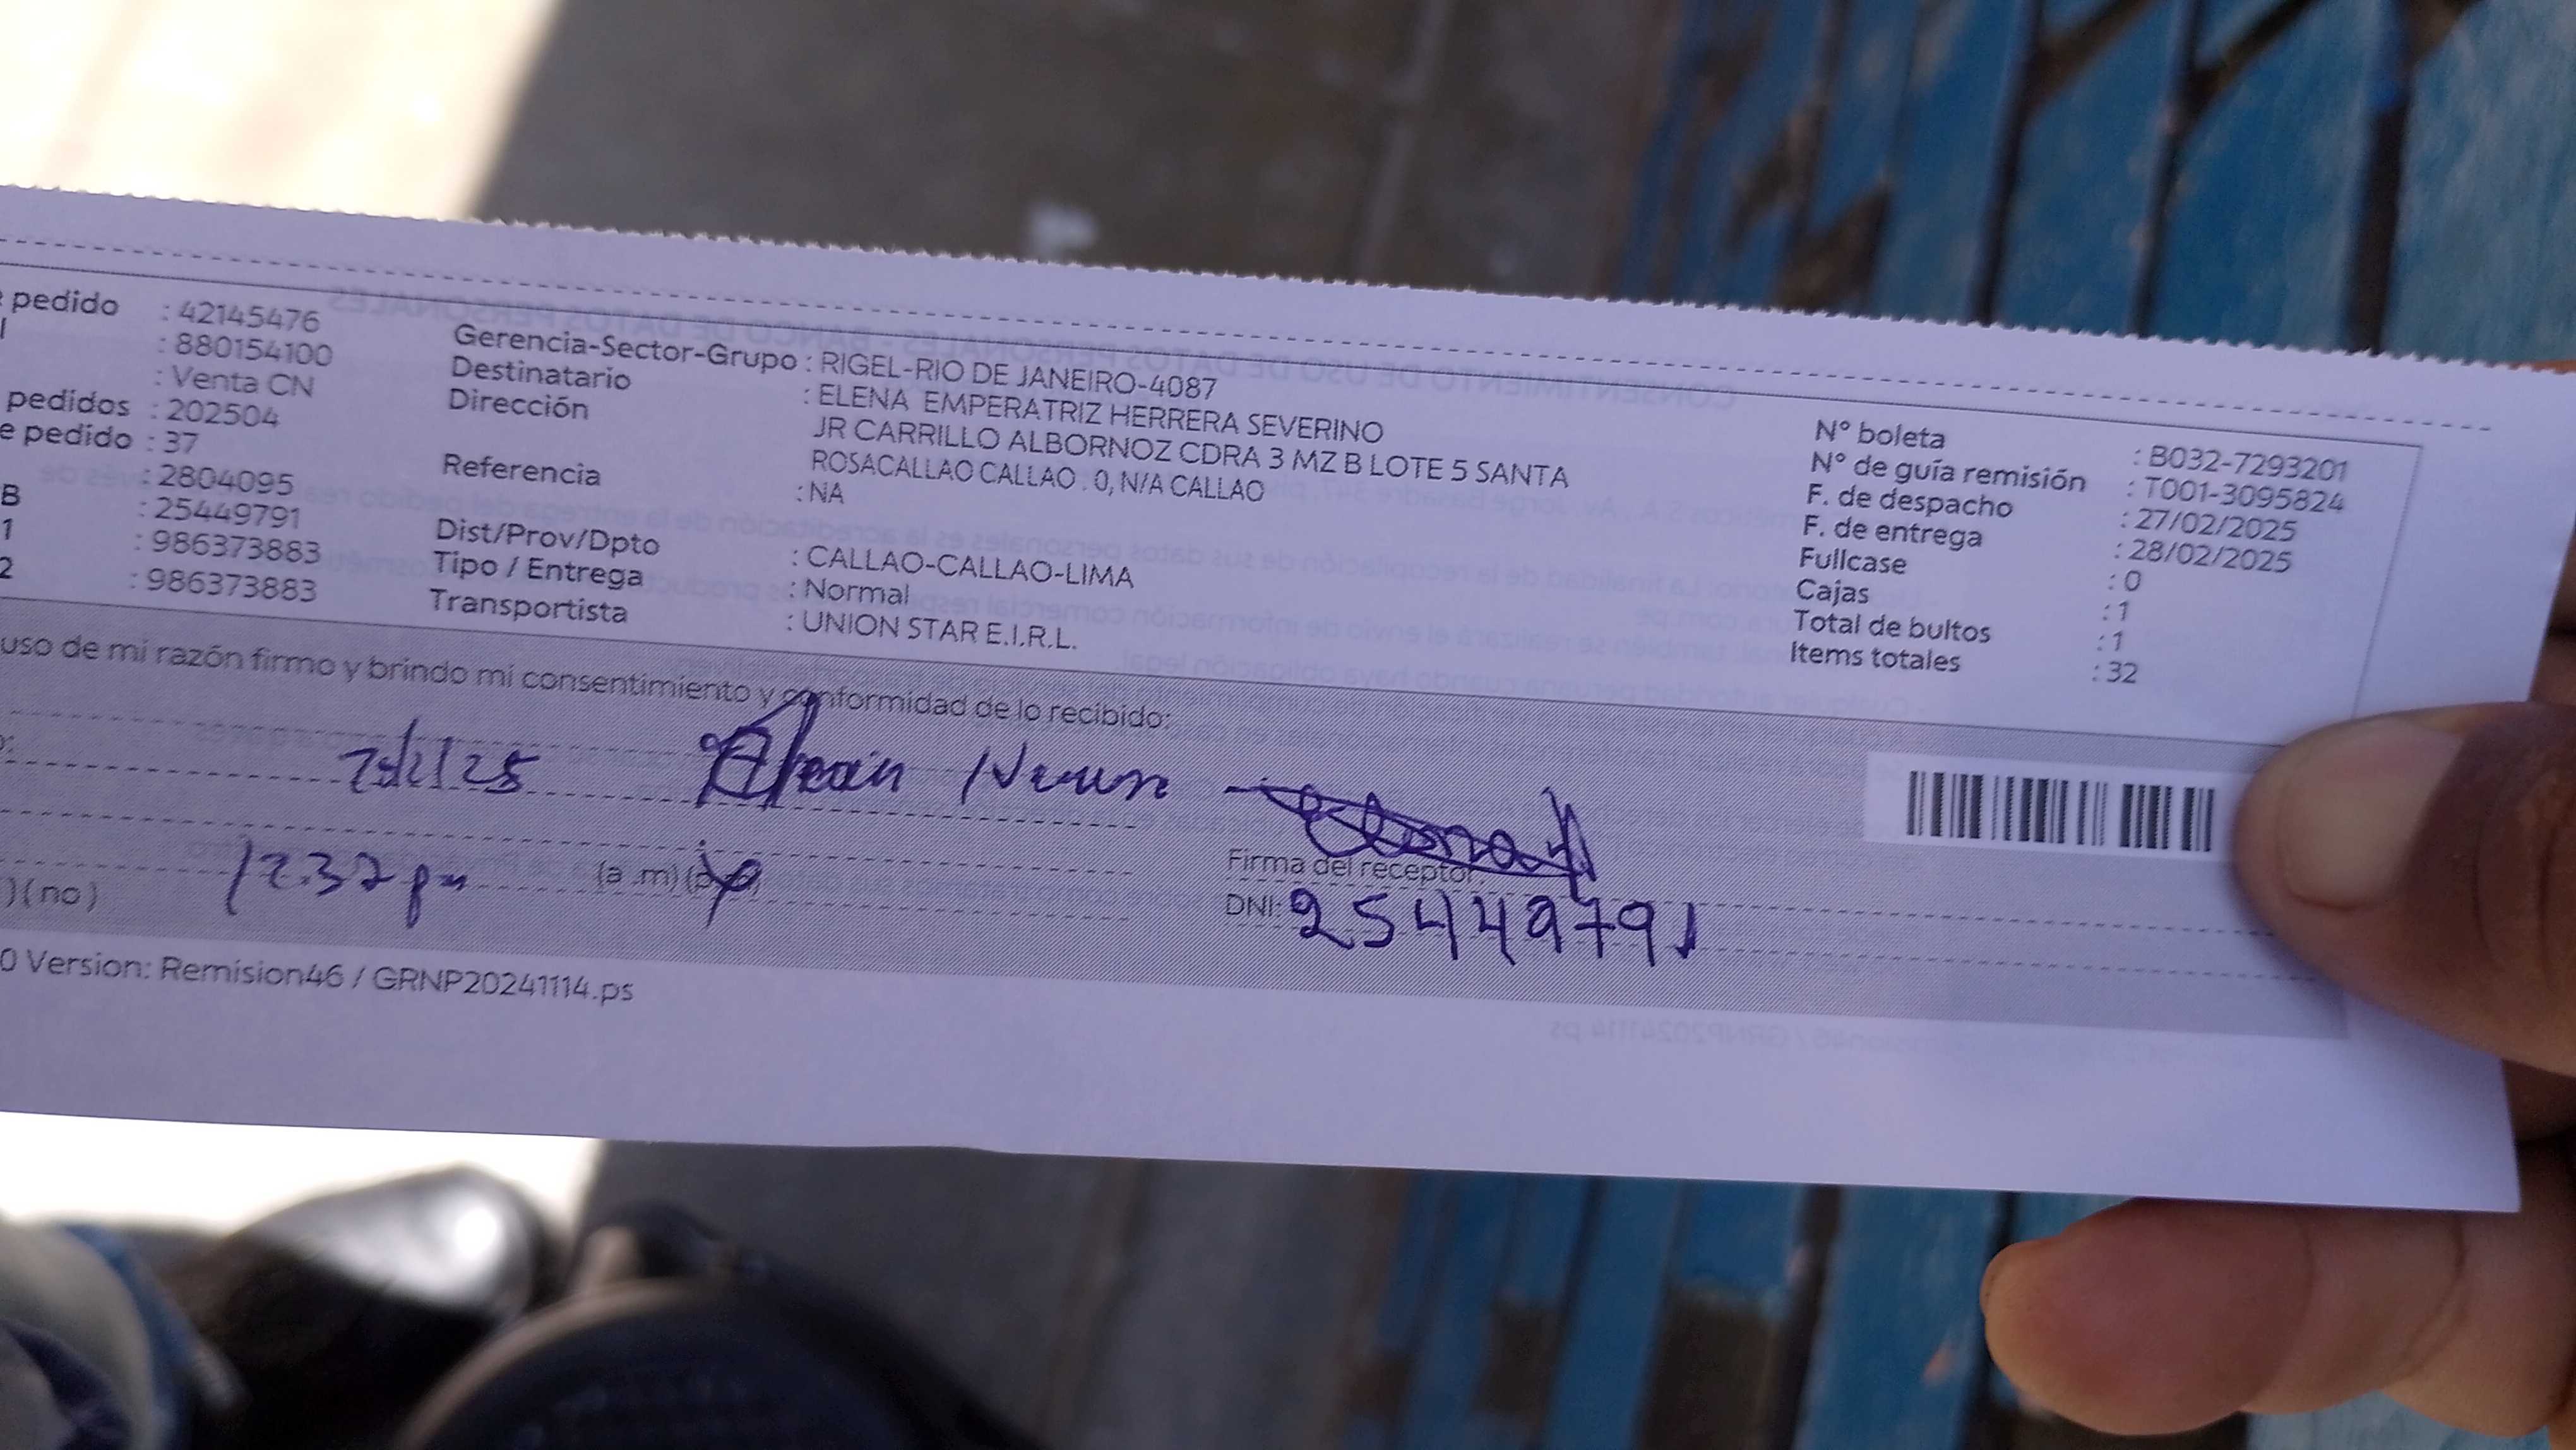 pedido : 42145476
: 880154100
: Venta CN
pedidos : 202504
e pedido : 37
: 2804095
B : 25449791
1 : 986373883
2 : 986373883
Gerencia-Sector-Grupo : RIGEL-RIO DE JANEIRO-4087
Destinatario : ELENA EMPERATRIZ HERRERA SEVERINO
Dirección JR CARRILLO ALBORNOZ CDRA 3 MZ B LOTE 5 SANTA
ROSACALLAO CALLAO . 0, N/A CALLAO
Referencia : NA
Dist/Prov/Dpto : CALLAO-CALLAO-LIMA
Tipo / Entrega : Normal
Transportista : UNION STAR E.I.R.L.
N° boleta : B032-7293201
N° de guía remisión : T001-3095824
F. de despacho : 27/02/2025
F. de entrega : 28/02/2025
Fullcase : 0
Cajas : 1
Total de bultos : 1
Items totales : 32
uso de mi razón firmo y brindo mi consentimiento y conformidad de lo recibido:
12:37 pm (a .m)
Firma del receptor:
)(no) DNI: 25449791
0 Version: Remision46 / GRNP20241114.ps